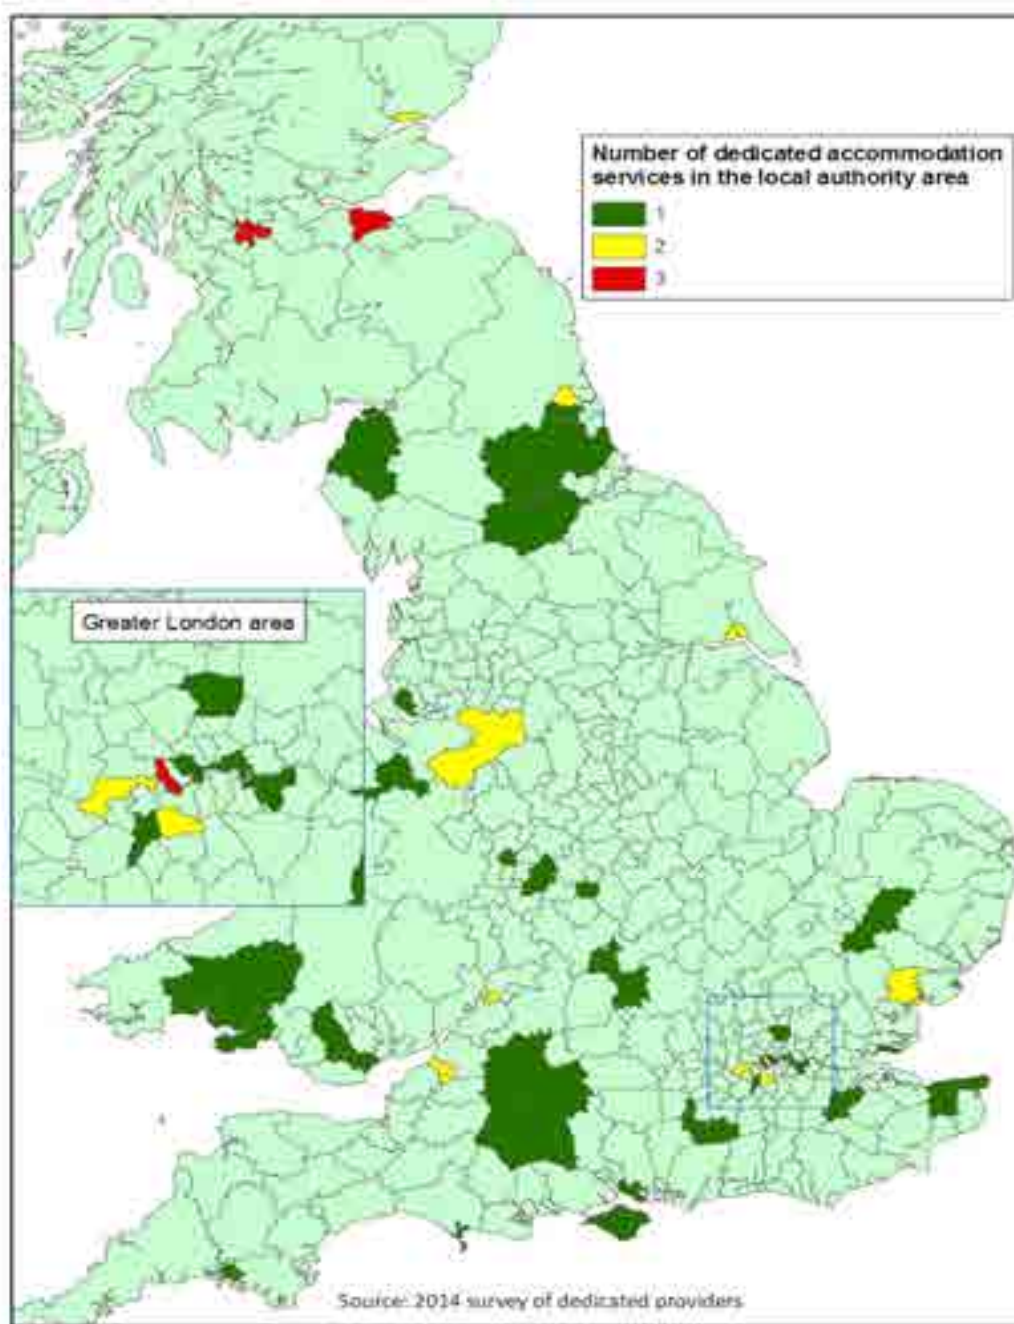 Number of dedicated accommodation
services in the local authority area
1
2
3
Greater London area
Source: 2014 survey of dedicated providers